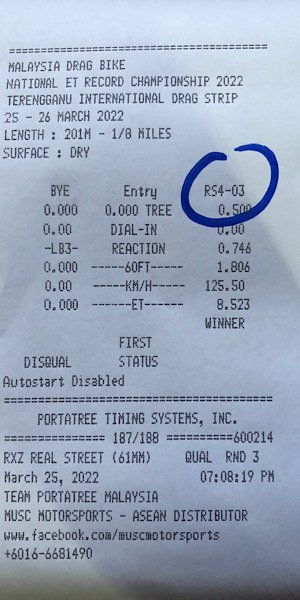 ================================================
MALAYSIA DRAG BIKE
NATIONAL ET RECORD CHAMPIONSHIP 2022
TERENGGANU INTERNATIONAL DRAG STRIP
25 - 26 MARCH 2022
LENGTH : 201M - 1/8 MILES
SURFACE : DRY
BYE Entry RS4-03
0.000 0.000 TREE 0.500
0.00 DIAL-IN 0.00
-LB3- REACTION 0.746
0.000 ------60FT------ 1.806
0.00 ------KM/H------ 125.50
0.000 -------ET------- 8.523
WINNER
FIRST
DISQUAL STATUS
Autostart Disabled
================================================
PORTATREE TIMING SYSTEMS, INC.
=============== 187/188 ==========600214
RXZ REAL STREET (61MM) QUAL RND 3
March 25, 2022 07:08:19 PM
TEAM PORTATREE MALAYSIA
MUSC MOTORSPORTS - ASEAN DISTRIBUTOR
www.facebook.com/muscmotorsports
+6016-6681490